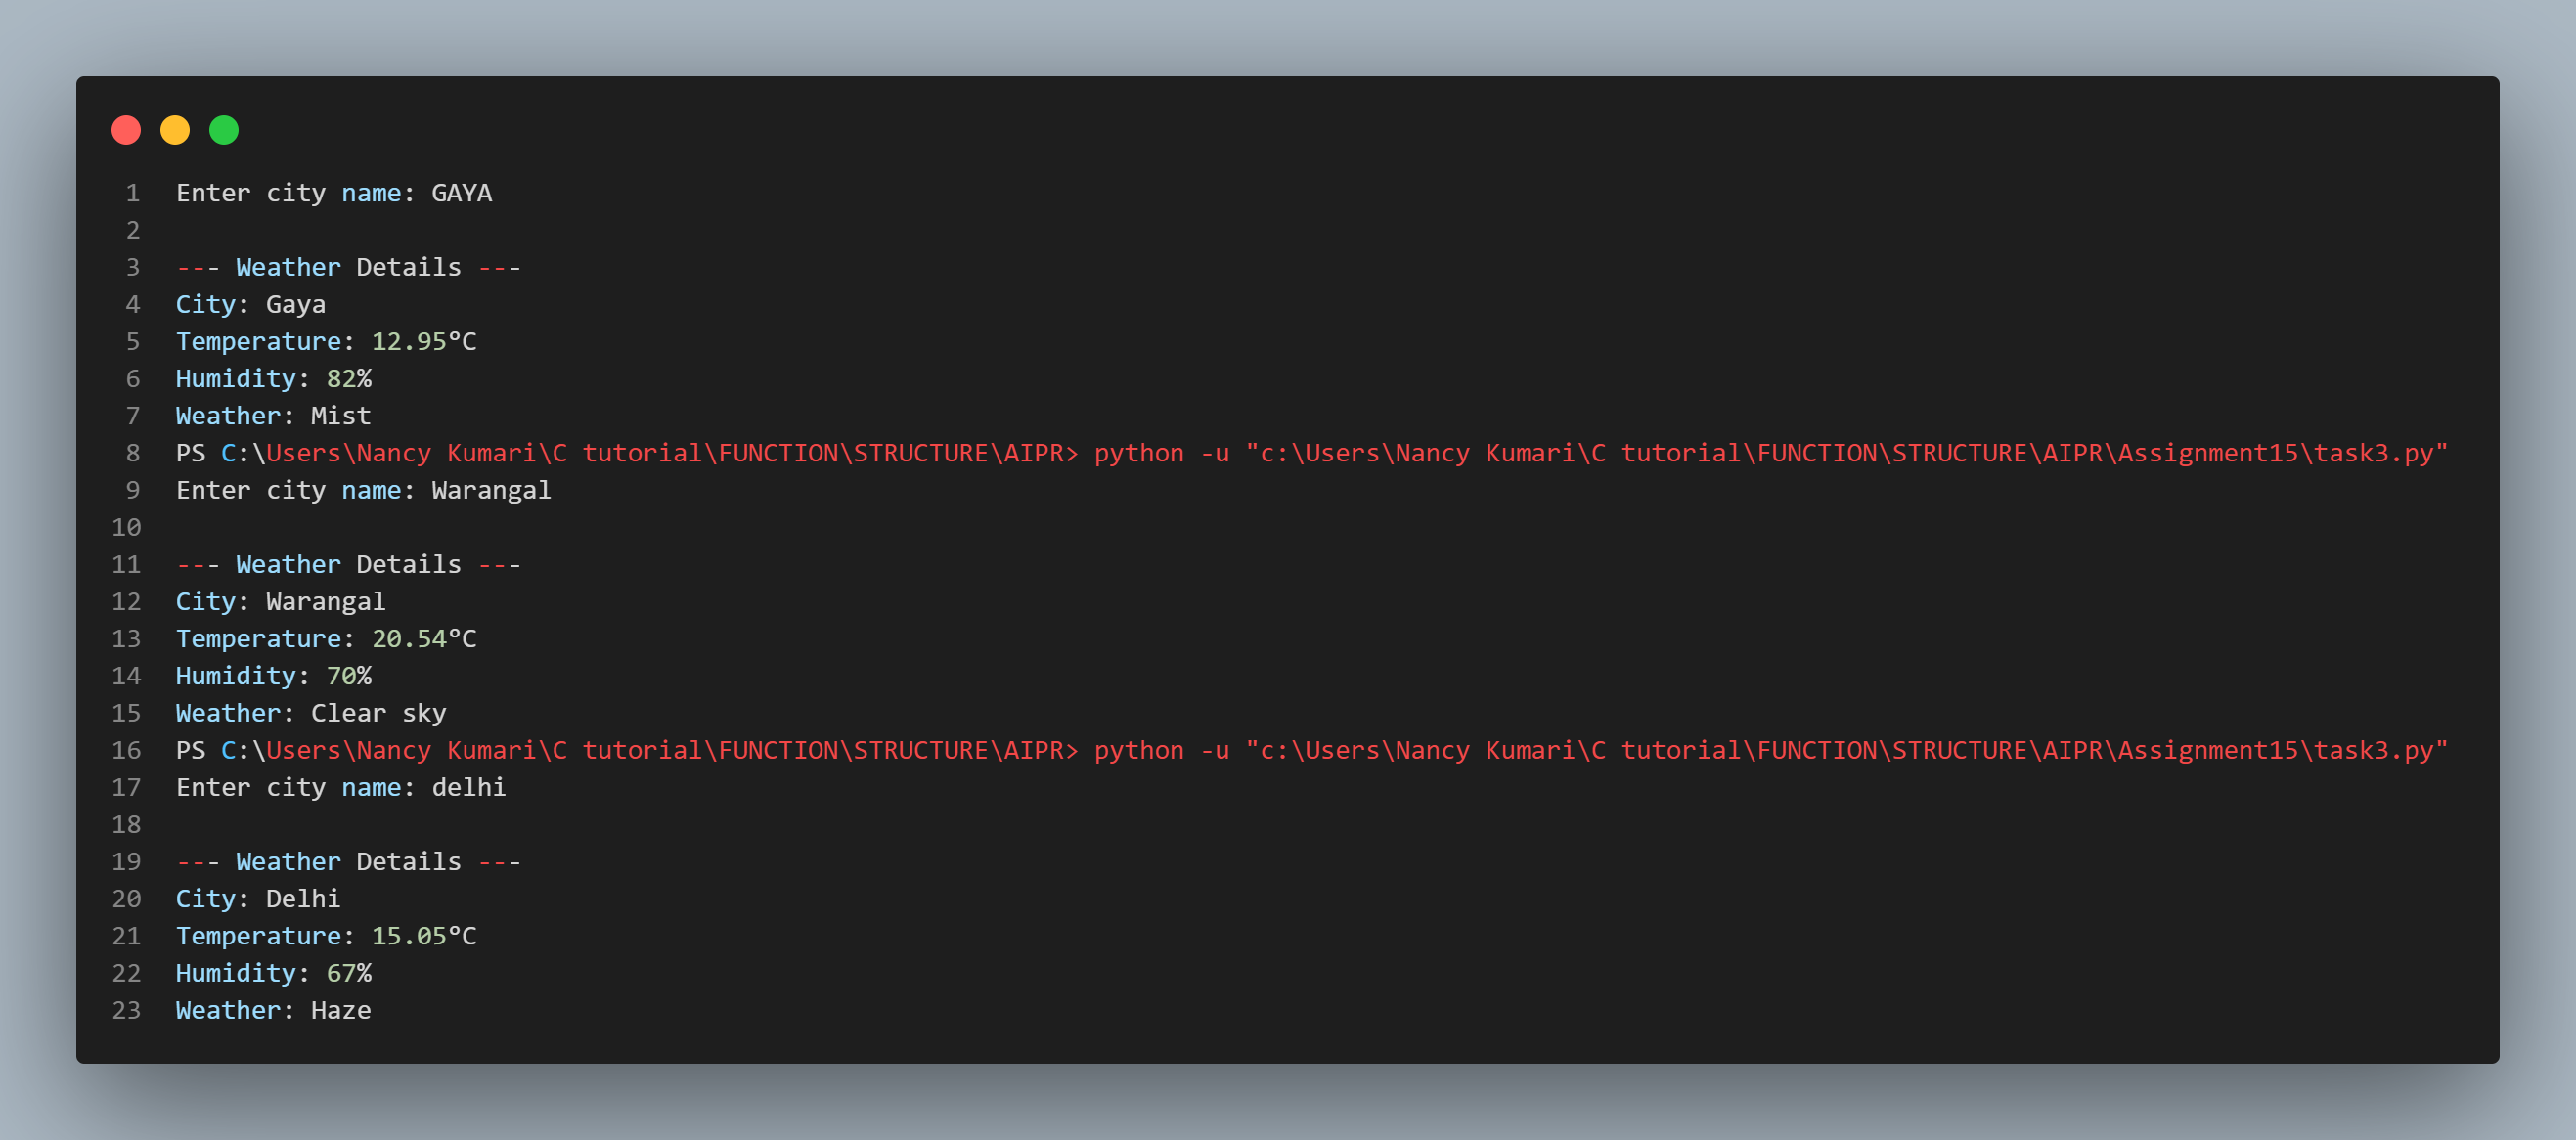 1 Enter city name: GAYA
2
3 --- Weather Details ---
4 City: Gaya
5 Temperature: 12.95°C
6 Humidity: 82%
7 Weather: Mist
8 PS C:\Users\Nancy Kumari\C tutorial\FUNCTION\STRUCTURE\AIPR> python -u "c:\Users\Nancy Kumari\C tutorial\FUNCTION\STRUCTURE\AIPR\Assignment15\task3.py"
9 Enter city name: Warangal
10
11 --- Weather Details ---
12 City: Warangal
13 Temperature: 20.54°C
14 Humidity: 70%
15 Weather: Clear sky
16 PS C:\Users\Nancy Kumari\C tutorial\FUNCTION\STRUCTURE\AIPR> python -u "c:\Users\Nancy Kumari\C tutorial\FUNCTION\STRUCTURE\AIPR\Assignment15\task3.py"
17 Enter city name: delhi
18
19 --- Weather Details ---
20 City: Delhi
21 Temperature: 15.05°C
22 Humidity: 67%
23 Weather: Haze